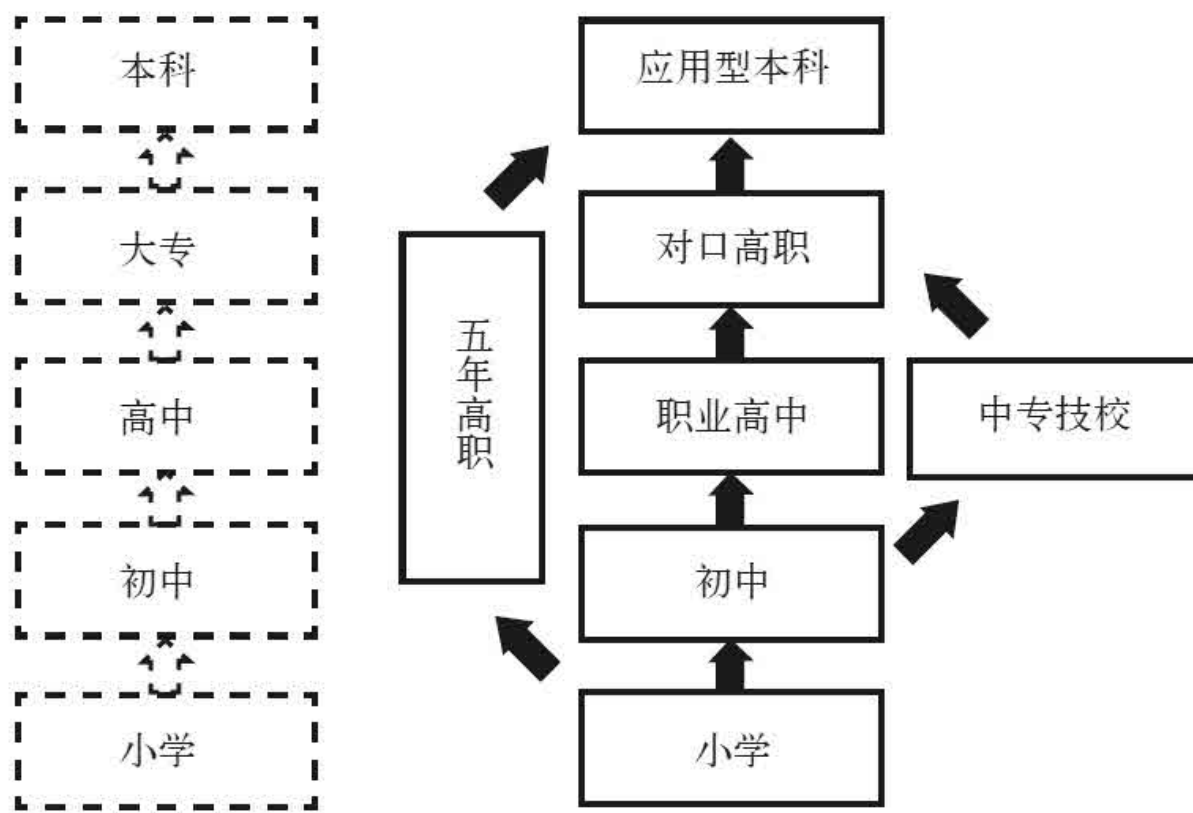 本科
大专
高中
初中
小学
应用型本科
对口高职
职业高中
初中
小学
五年高职
中专技校